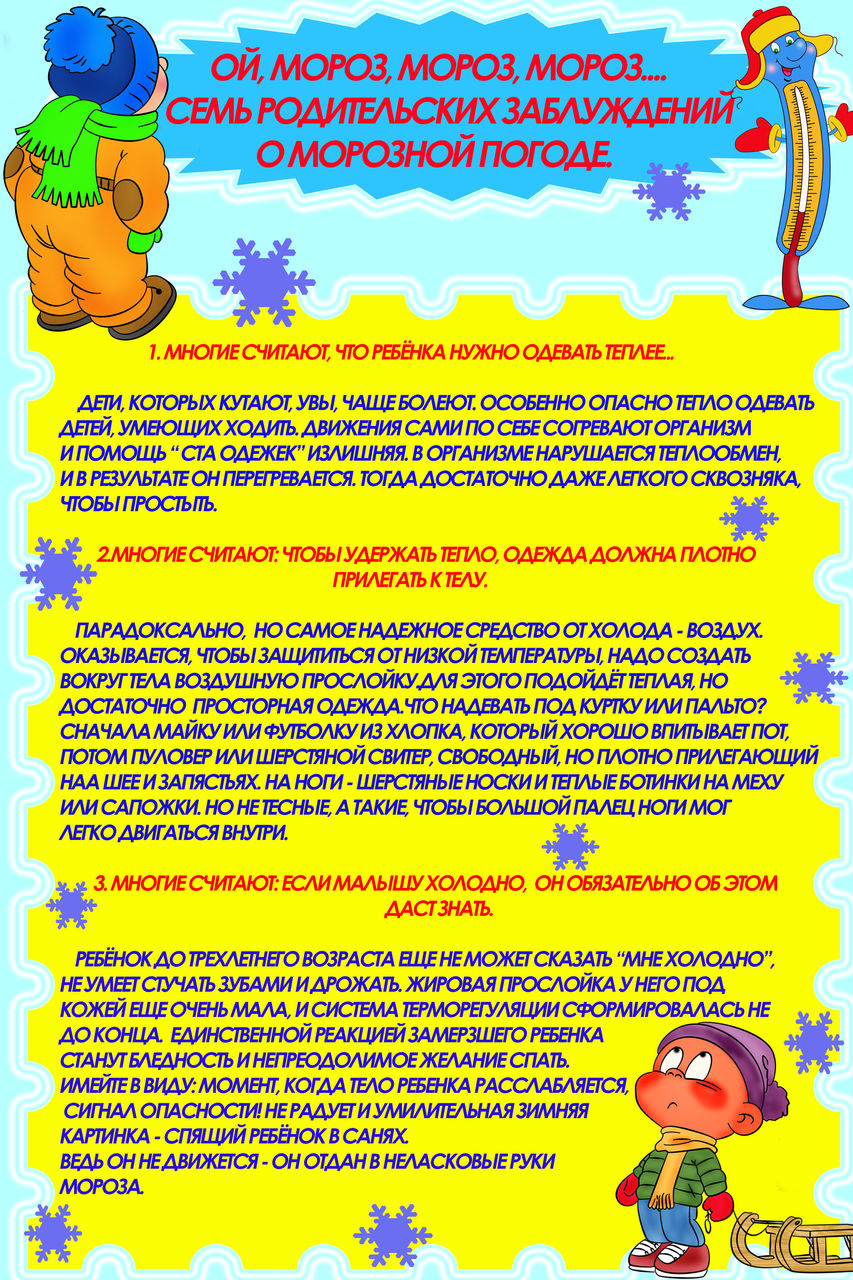 ОЙ, МОРОЗ, МОРОЗ, МОРОЗ....
СЕМЬ РОДИТЕЛЬСКИХ ЗАБЛУЖДЕНИЙ
О МОРОЗНОЙ ПОГОДЕ.
1. МНОГИЕ СЧИТАЮТ, ЧТО РЕБЁНКА НУЖНО ОДЕВАТЬ ТЕПЛЕЕ...
ДЕТИ, КОТОРЫХ КУТАЮТ, УВЫ, ЧАЩЕ БОЛЕЮТ. ОСОБЕННО ОПАСНО ТЕПЛО ОДЕВАТЬ
ДЕТЕЙ, УМЕЮЩИХ ХОДИТЬ. ДВИЖЕНИЯ САМИ ПО СЕБЕ СОГРЕВАЮТ ОРГАНИЗМ
И ПОМОЩЬ “ СТА ОДЕЖЕК” ИЗЛИШНЯЯ. В ОРГАНИЗМЕ НАРУШАЕТСЯ ТЕПЛООБМЕН,
И В РЕЗУЛЬТАТЕ ОН ПЕРЕГРЕВАЕТСЯ. ТОГДА ДОСТАТОЧНО ДАЖЕ ЛЕГКОГО СКВОЗНЯКА,
ЧТОБЫ ПРОСТЫТЬ.
2.МНОГИЕ СЧИТАЮТ: ЧТОБЫ УДЕРЖАТЬ ТЕПЛО, ОДЕЖДА ДОЛЖНА ПЛОТНО
ПРИЛЕГАТЬ К ТЕЛУ.
ПАРАДОКСАЛЬНО, НО САМОЕ НАДЕЖНОЕ СРЕДСТВО ОТ ХОЛОДА - ВОЗДУХ.
ОКАЗЫВАЕТСЯ, ЧТОБЫ ЗАЩИТИТЬСЯ ОТ НИЗКОЙ ТЕМПЕРАТУРЫ, НАДО СОЗДАТЬ
ВОКРУГ ТЕЛА ВОЗДУШНУЮ ПРОСЛОЙКУ.ДЛЯ ЭТОГО ПОДОЙДЁТ ТЕПЛАЯ, НО
ДОСТАТОЧНО ПРОСТОРНАЯ ОДЕЖДА.ЧТО НАДЕВАТЬ ПОД КУРТКУ ИЛИ ПАЛЬТО?
СНАЧАЛА МАЙКУ ИЛИ ФУТБОЛКУ ИЗ ХЛОПКА, КОТОРЫЙ ХОРОШО ВПИТЫВАЕТ ПОТ,
ПОТОМ ПУЛОВЕР ИЛИ ШЕРСТЯНОЙ СВИТЕР, СВОБОДНЫЙ, НО ПЛОТНО ПРИЛЕГАЮЩИЙ
НАА ШЕЕ И ЗАПЯСТЬЯХ. НА НОГИ - ШЕРСТЯНЫЕ НОСКИ И ТЕПЛЫЕ БОТИНКИ НА МЕХУ
ИЛИ САПОЖКИ. НО НЕ ТЕСНЫЕ, А ТАКИЕ, ЧТОБЫ БОЛЬШОЙ ПАЛЕЦ НОГИ МОГ
ЛЕГКО ДВИГАТЬСЯ ВНУТРИ.
3. МНОГИЕ СЧИТАЮТ: ЕСЛИ МАЛЫШУ ХОЛОДНО, ОН ОБЯЗАТЕЛЬНО ОБ ЭТОМ
ДАСТ ЗНАТЬ.
РЕБЁНОК ДО ТРЕХЛЕТНЕГО ВОЗРАСТА ЕЩЕ НЕ МОЖЕТ СКАЗАТЬ “МНЕ ХОЛОДНО”,
НЕ УМЕЕТ СТУЧАТЬ ЗУБАМИ И ДРОЖАТЬ. ЖИРОВАЯ ПРОСЛОЙКА У НЕГО ПОД
КОЖЕЙ ЕЩЕ ОЧЕНЬ МАЛА, И СИСТЕМА ТЕРМОРЕГУЛЯЦИИ СФОРМИРОВАЛАСЬ НЕ
ДО КОНЦА. ЕДИНСТВЕННОЙ РЕАКЦИЕЙ ЗАМЕРЗШЕГО РЕБЕНКА
СТАНУТ БЛЕДНОСТЬ И НЕПРЕОДОЛИМОЕ ЖЕЛАНИЕ СПАТЬ.
ИМЕЙТЕ В ВИДУ: МОМЕНТ, КОГДА ТЕЛО РЕБЕНКА РАССЛАБЛЯЕТСЯ,
СИГНАЛ ОПАСНОСТИ! НЕ РАДУЕТ И УМИЛИТЕЛЬНАЯ ЗИМНЯЯ
КАРТИНКА - СПЯЩИЙ РЕБЁНОК В САНЯХ.
ВЕДЬ ОН НЕ ДВИЖЕТСЯ - ОН ОТДАН В НЕЛАСКОВЫЕ РУКИ
МОРОЗА.